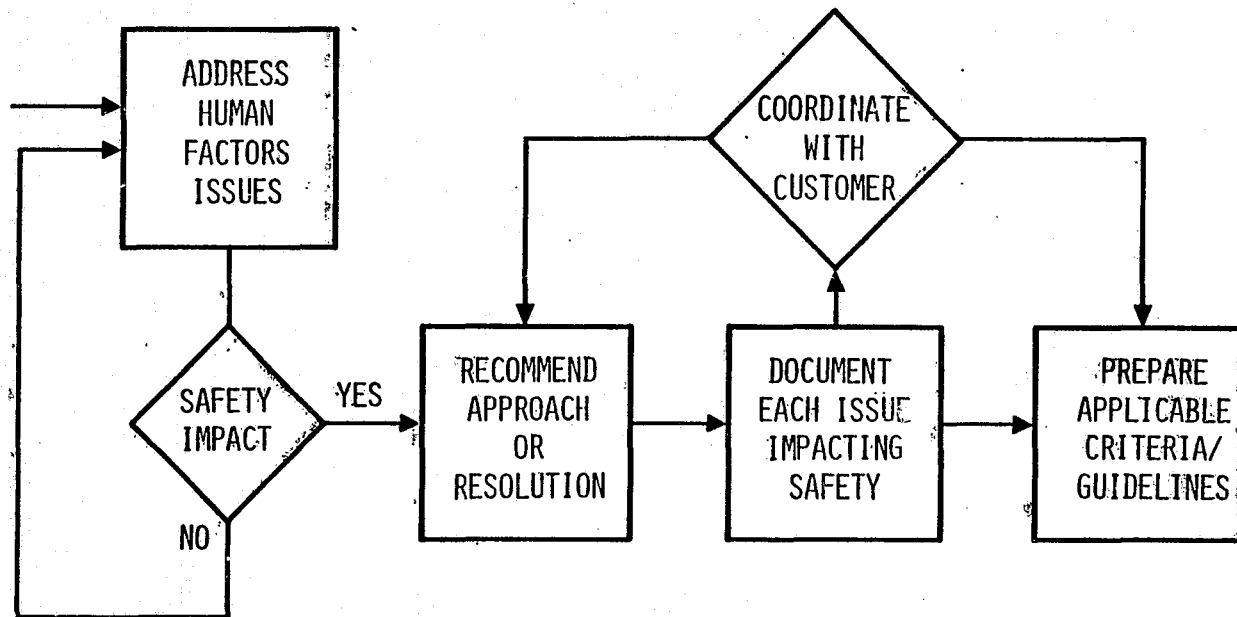 ADDRESS
HUMAN
FACTORS
ISSUES
COORDINATE
WITH
CUSTOMER
SAFETY
IMPACT
YES
NO
RECOMMEND
APPROACH
OR
RESOLUTION
DOCUMENT
EACH ISSUE
IMPACTING
SAFETY
PREPARE
APPLICABLE
CRITERIA/
GUIDELINES